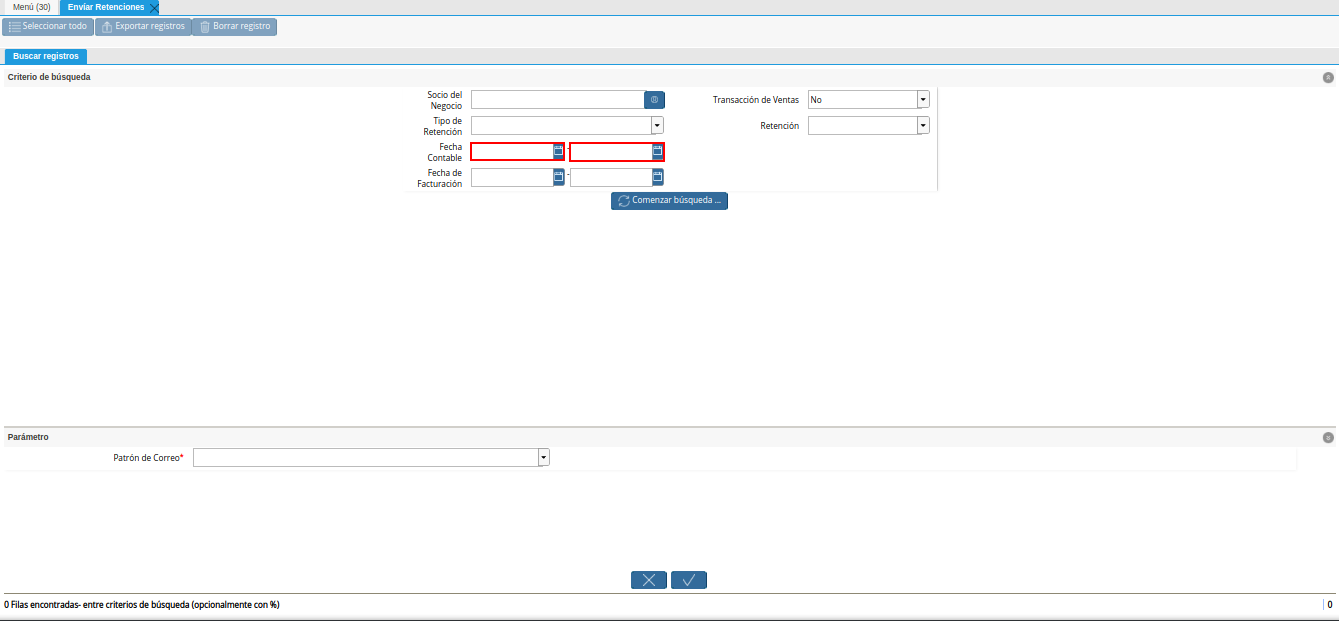 Menú (30) Enviar Retenciones
Seleccionar todo Exportar registros Borrar registro
Buscar registros
Criterio de búsqueda
Socio del
Negocio
Transacción de Ventas No
Tipo de
Retención
Retención
Fecha
Contable
-
Fecha de
Facturación
-
Comenzar búsqueda ...
Parámetro
Patrón de Correo*
0 Filas encontradas- entre criterios de búsqueda (opcionalmente con %) 0